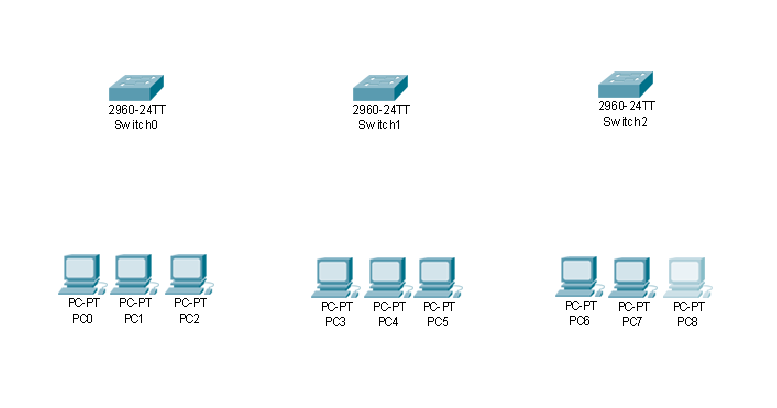 2960-24TT
Switch0
2960-24TT
Switch1
2960-24TT
Switch2
PC-PT
PC0
PC-PT
PC1
PC-PT
PC2
PC-PT
PC3
PC-PT
PC4
PC-PT
PC5
PC-PT
PC6
PC-PT
PC7
PC-PT
PC8